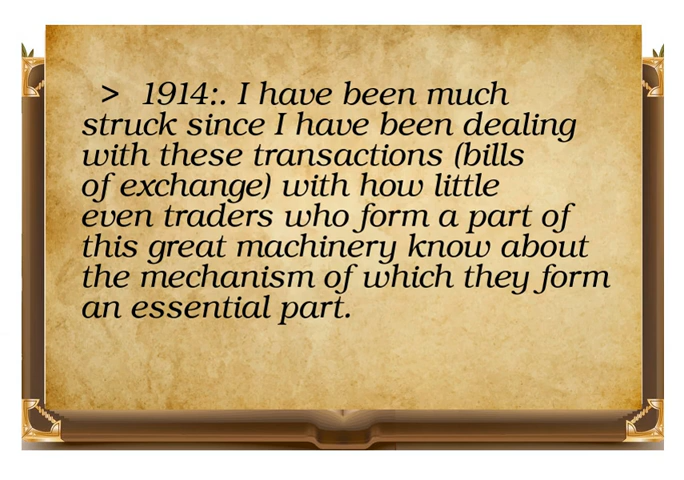 > 1914:. I have been much
struck since I have been dealing
with these transactions (bills
of exchange) with how little
even traders who form a part of
this great machinery know about
the mechanism of which they form
an essential part.